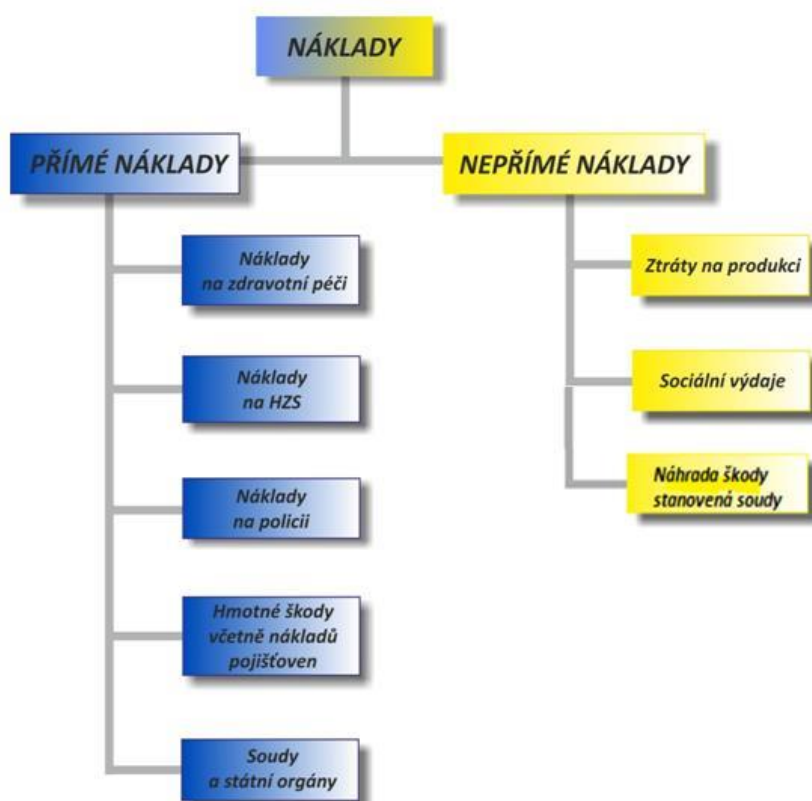 NÁKLADY
PŘÍMÉ NÁKLADY
Náklady
na zdravotní péči
Náklady
na HZS
Náklady
na policii
Hmotné škody
včetně nákladů
pojišťoven
Soudy
a státní orgány
NEPŘÍMÉ NÁKLADY
Ztráty na produkci
Sociální výdaje
Náhrada škody
stanovená soudy